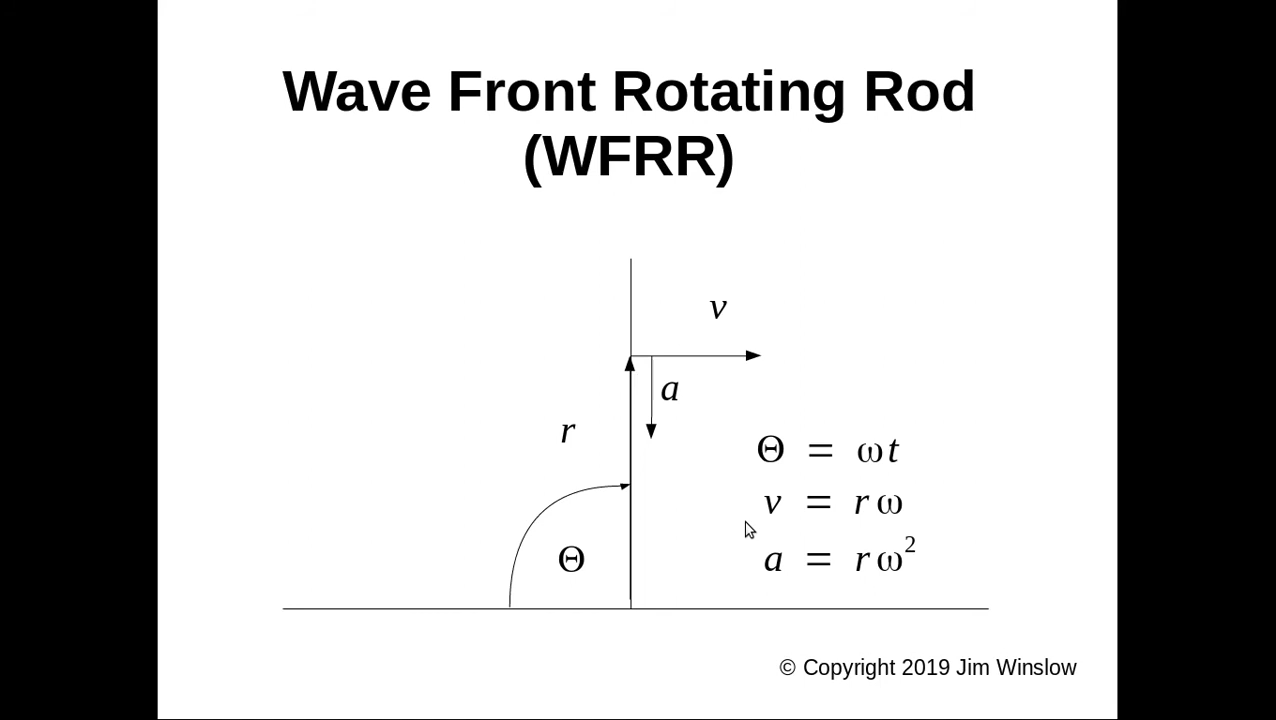 Wave Front Rotating Rod
(WFRR)
v
a
r
Θ = ωt
v = rω
Θ
a = rω²
© Copyright 2019 Jim Winslow